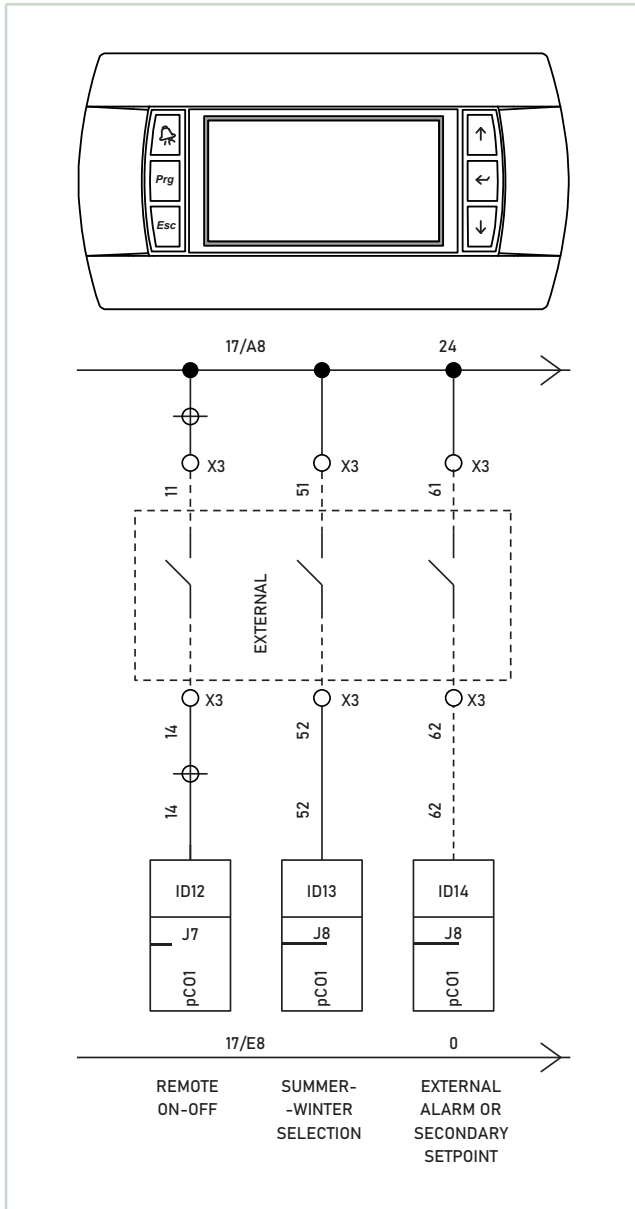 Prg
Esc
17/A8 24
X3 X3 X3
11 51 61
EXTERNAL
X3 X3 X3
14 52 62
14 52 62
ID12 ID13 ID14
J7 J8 J8
pCO1 pCO1 pCO1
17/E8 0
REMOTE
ON-OFF
SUMMER-
-WINTER
SELECTION
EXTERNAL
ALARM OR
SECONDARY
SETPOINT